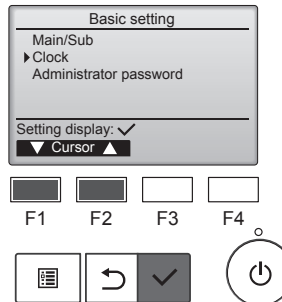 Basic setting
Main/Sub
Clock
Administrator password
Setting display:
Cursor
F1 F2 F3 F4